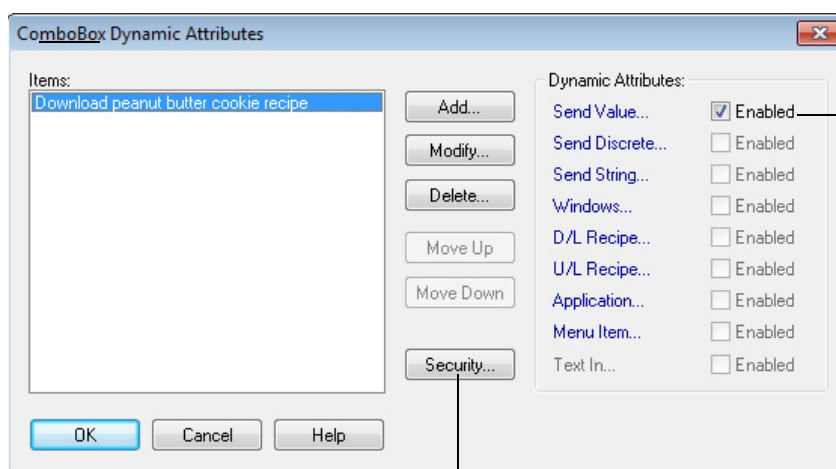 ComboBox Dynamic Attributes
Items:
Download peanut butter cookie recipe
Add...
Modify...
Delete...
Move Up
Move Down
Security...
Dynamic Attributes:
Send Value... Enabled
Send Discrete... Enabled
Send String... Enabled
Windows... Enabled
D/L Recipe... Enabled
U/L Recipe... Enabled
Application... Enabled
Menu Item... Enabled
Text In... Enabled
OK Cancel Help